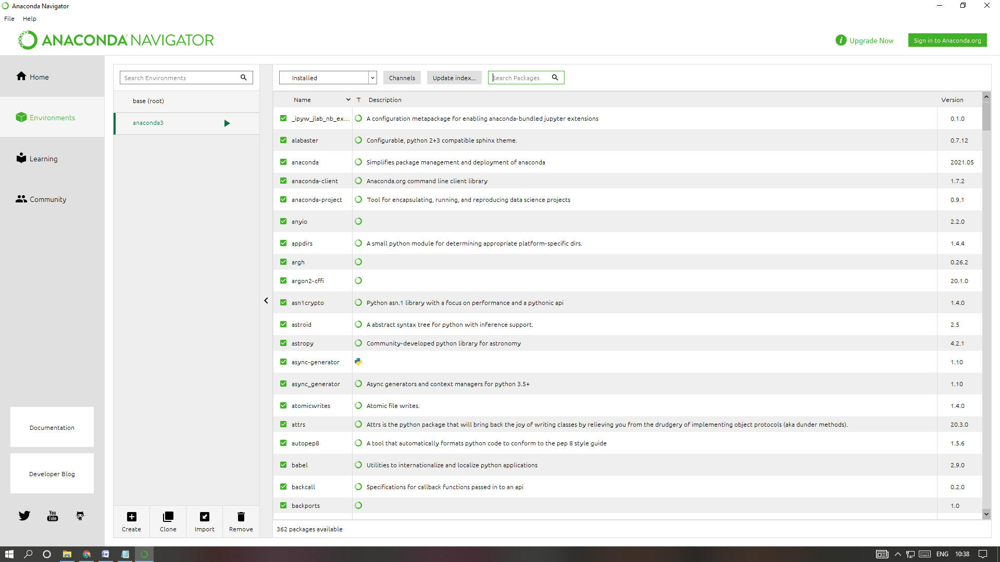 Anaconda Navigator
File Help
ANACONDA NAVIGATOR
i Upgrade Now Sign in to Anaconda.org
Home
Environments
Learning
Community
Documentation
Developer Blog
You Tube
Search Environments
base (root)
anaconda3
Create Clone Import Remove
Installed Channels Update index... Search Packages
Name T Description Version
_ipyw_jlab_nb_ex... A configuration metapackage for enabling anaconda-bundled jupyter extensions 0.1.0
alabaster Configurable, python 2+3 compatible sphinx theme. 0.7.12
anaconda Simplifies package management and deployment of anaconda 2021.05
anaconda-client Anaconda.org command line client library 1.7.2
anaconda-project Tool for encapsulating, running, and reproducing data science projects 0.9.1
anyio 2.2.0
appdirs A small python module for determining appropriate platform-specific dirs. 1.4.4
argh 0.26.2
argon2-cffi 20.1.0
asn1crypto Python asn.1 library with a focus on performance and a pythonic api 1.4.0
astroid A abstract syntax tree for python with inference support. 2.5
astropy Community-developed python library for astronomy 4.2.1
async-generator 1.10
async_generator Async generators and context managers for python 3.5+ 1.10
atomicwrites Atomic file writes. 1.4.0
attrs Attrs is the python package that will bring back the joy of writing classes by relieving you from the drudgery of implementing object protocols (aka dunder methods). 20.3.0
autopep8 A tool that automatically formats python code to conform to the pep 8 style guide 1.5.6
babel Utilities to internationalize and localize python applications 2.9.0
backcall Specifications for callback functions passed in to an api 0.2.0
backports 1.0
362 packages available
ENG 10:38